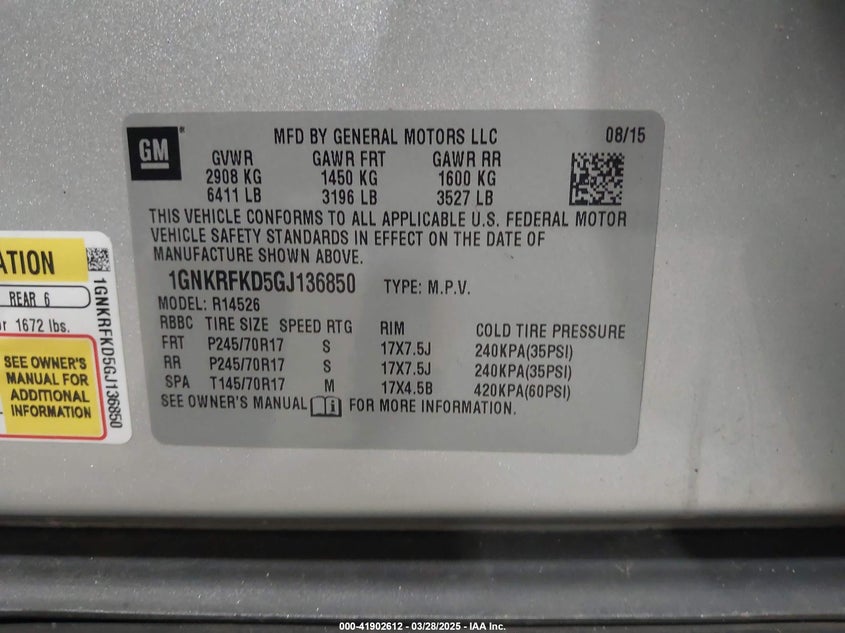 GM
MFD BY GENERAL MOTORS LLC 08/15
GVWR GAWR FRT GAWR RR
2908 KG 1450 KG 1600 KG
6411 LB 3196 LB 3527 LB
THIS VEHICLE CONFORMS TO ALL APPLICABLE U.S. FEDERAL MOTOR
VEHICLE SAFETY STANDARDS IN EFFECT ON THE DATE OF
MANUFACTURE SHOWN ABOVE.
1GNKRFKD5GJ136850 TYPE: M.P.V.
MODEL: R14526
RBBC TIRE SIZE SPEED RTG RIM COLD TIRE PRESSURE
FRT P245/70R17 S 17X7.5J 240KPA(35PSI)
RR P245/70R17 S 17X7.5J 240KPA(35PSI)
SPA T145/70R17 M 17X4.5B 420KPA(60PSI)
SEE OWNER'S MANUAL FOR MORE INFORMATION.
ATION
REAR 6
or 1672 lbs.
SEE OWNER'S
MANUAL FOR
ADDITIONAL
INFORMATION
1GNKRFKD5GJ136850
000-41902612 - 03/28/2025 - IAA Inc.